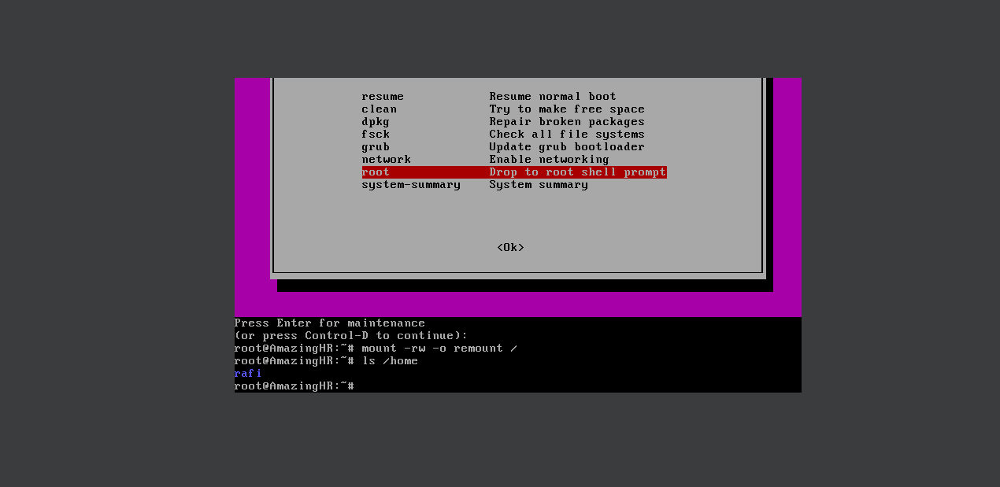 resume Resume normal boot
clean Try to make free space
dpkg Repair broken packages
fsck Check all file systems
grub Update grub bootloader
network Enable networking
root Drop to root shell prompt
system-summary System summary
<Ok>
Press Enter for maintenance
(or press Control-D to continue):
root@AmazingHR:~# mount -rw -o remount /
root@AmazingHR:~# ls /home
rafi
root@AmazingHR:~#